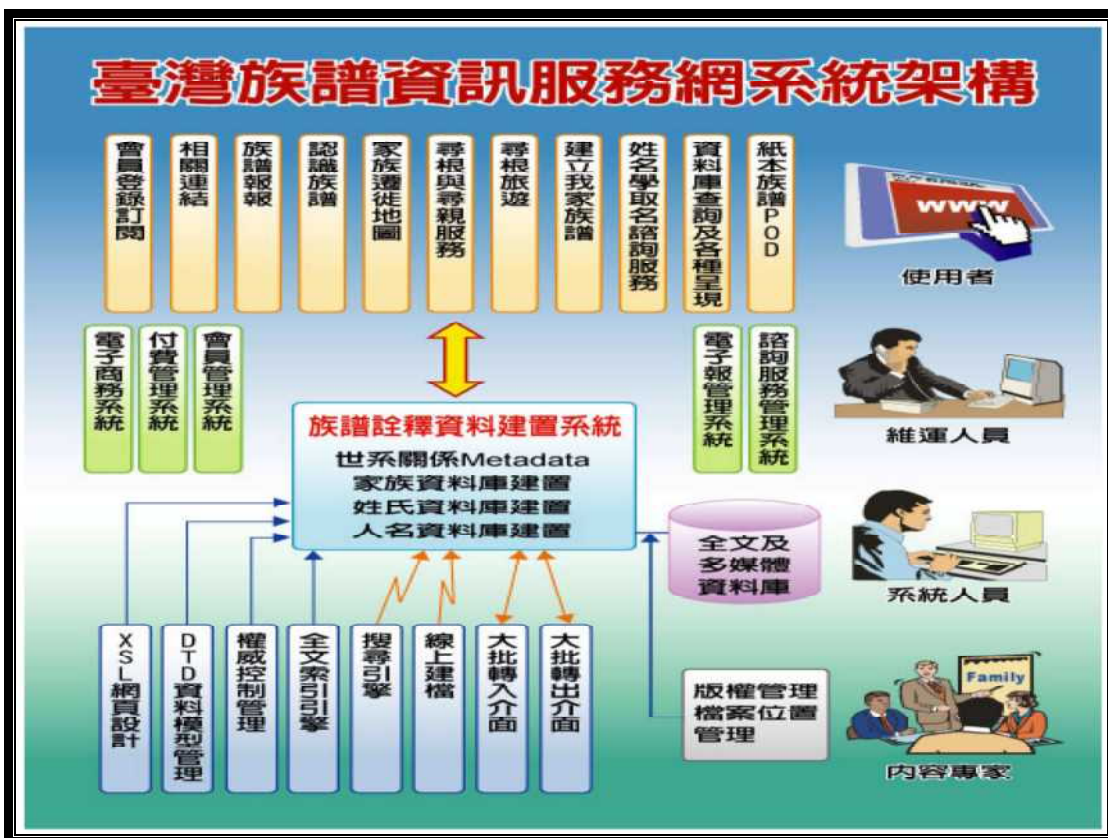 臺灣族譜資訊服務網系統架構
會員登錄訂閱
相關連結
族譜報報
認識族譜
家族遷徙地圖
尋根與尋親服務
尋根旅遊
建立我家族譜
姓名學取名諮詢服務
資料庫查詢及各種呈現
紙本族譜POD
www
使用者
電子商務系統
付費管理系統
會員管理系統
電子報管理系統
諮詢服務管理系統
維運人員
族譜詮釋資料建置系統
世系關係Metadata
家族資料庫建置
姓氏資料庫建置
人名資料庫建置
全文及
多媒體
資料庫
系統人員
XSL網頁設計
DTD資料模型管理
權威控制管理
全文索引引擎
搜尋引擎
線上建檔
大批轉入介面
大批轉出介面
版權管理
檔案位置
管理
Family
內容專家